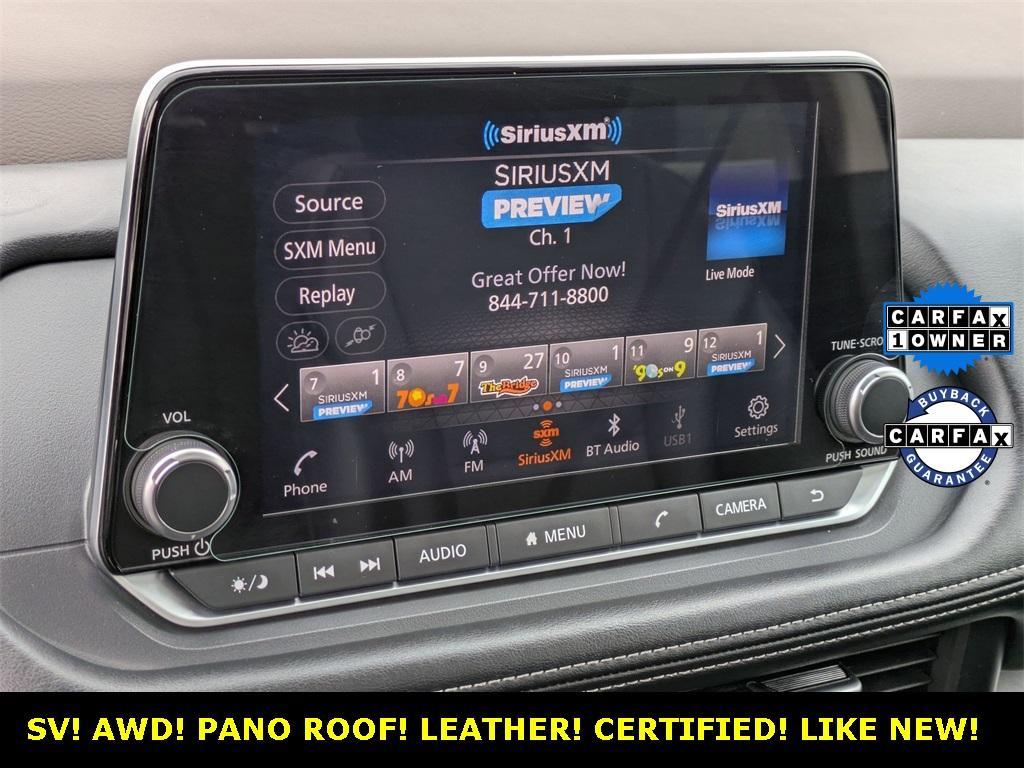 SiriusXM
SIRIUSXM
PREVIEW
Ch. 1
Great Offer Now!
844-711-8800
Source
SXM Menu
Replay
SiriusXM
Live Mode
7 1 SIRIUSXM PREVIEW
8 7 70s on 7
9 27 The Bridge
10 1 SIRIUSXM PREVIEW
11 9 '90s ON 9
12 1 SIRIUSXM PREVIEW
Phone
AM
FM
sxm
SiriusXM
BT Audio
USB1
Settings
VOL
PUSH
TUNE·SCRO
PUSH SOUND
AUDIO
MENU
CAMERA
CARFAX
1 OWNER
BUYBACK
CARFAX
GUARANTEE
SV! AWD! PANO ROOF! LEATHER! CERTIFIED! LIKE NEW!